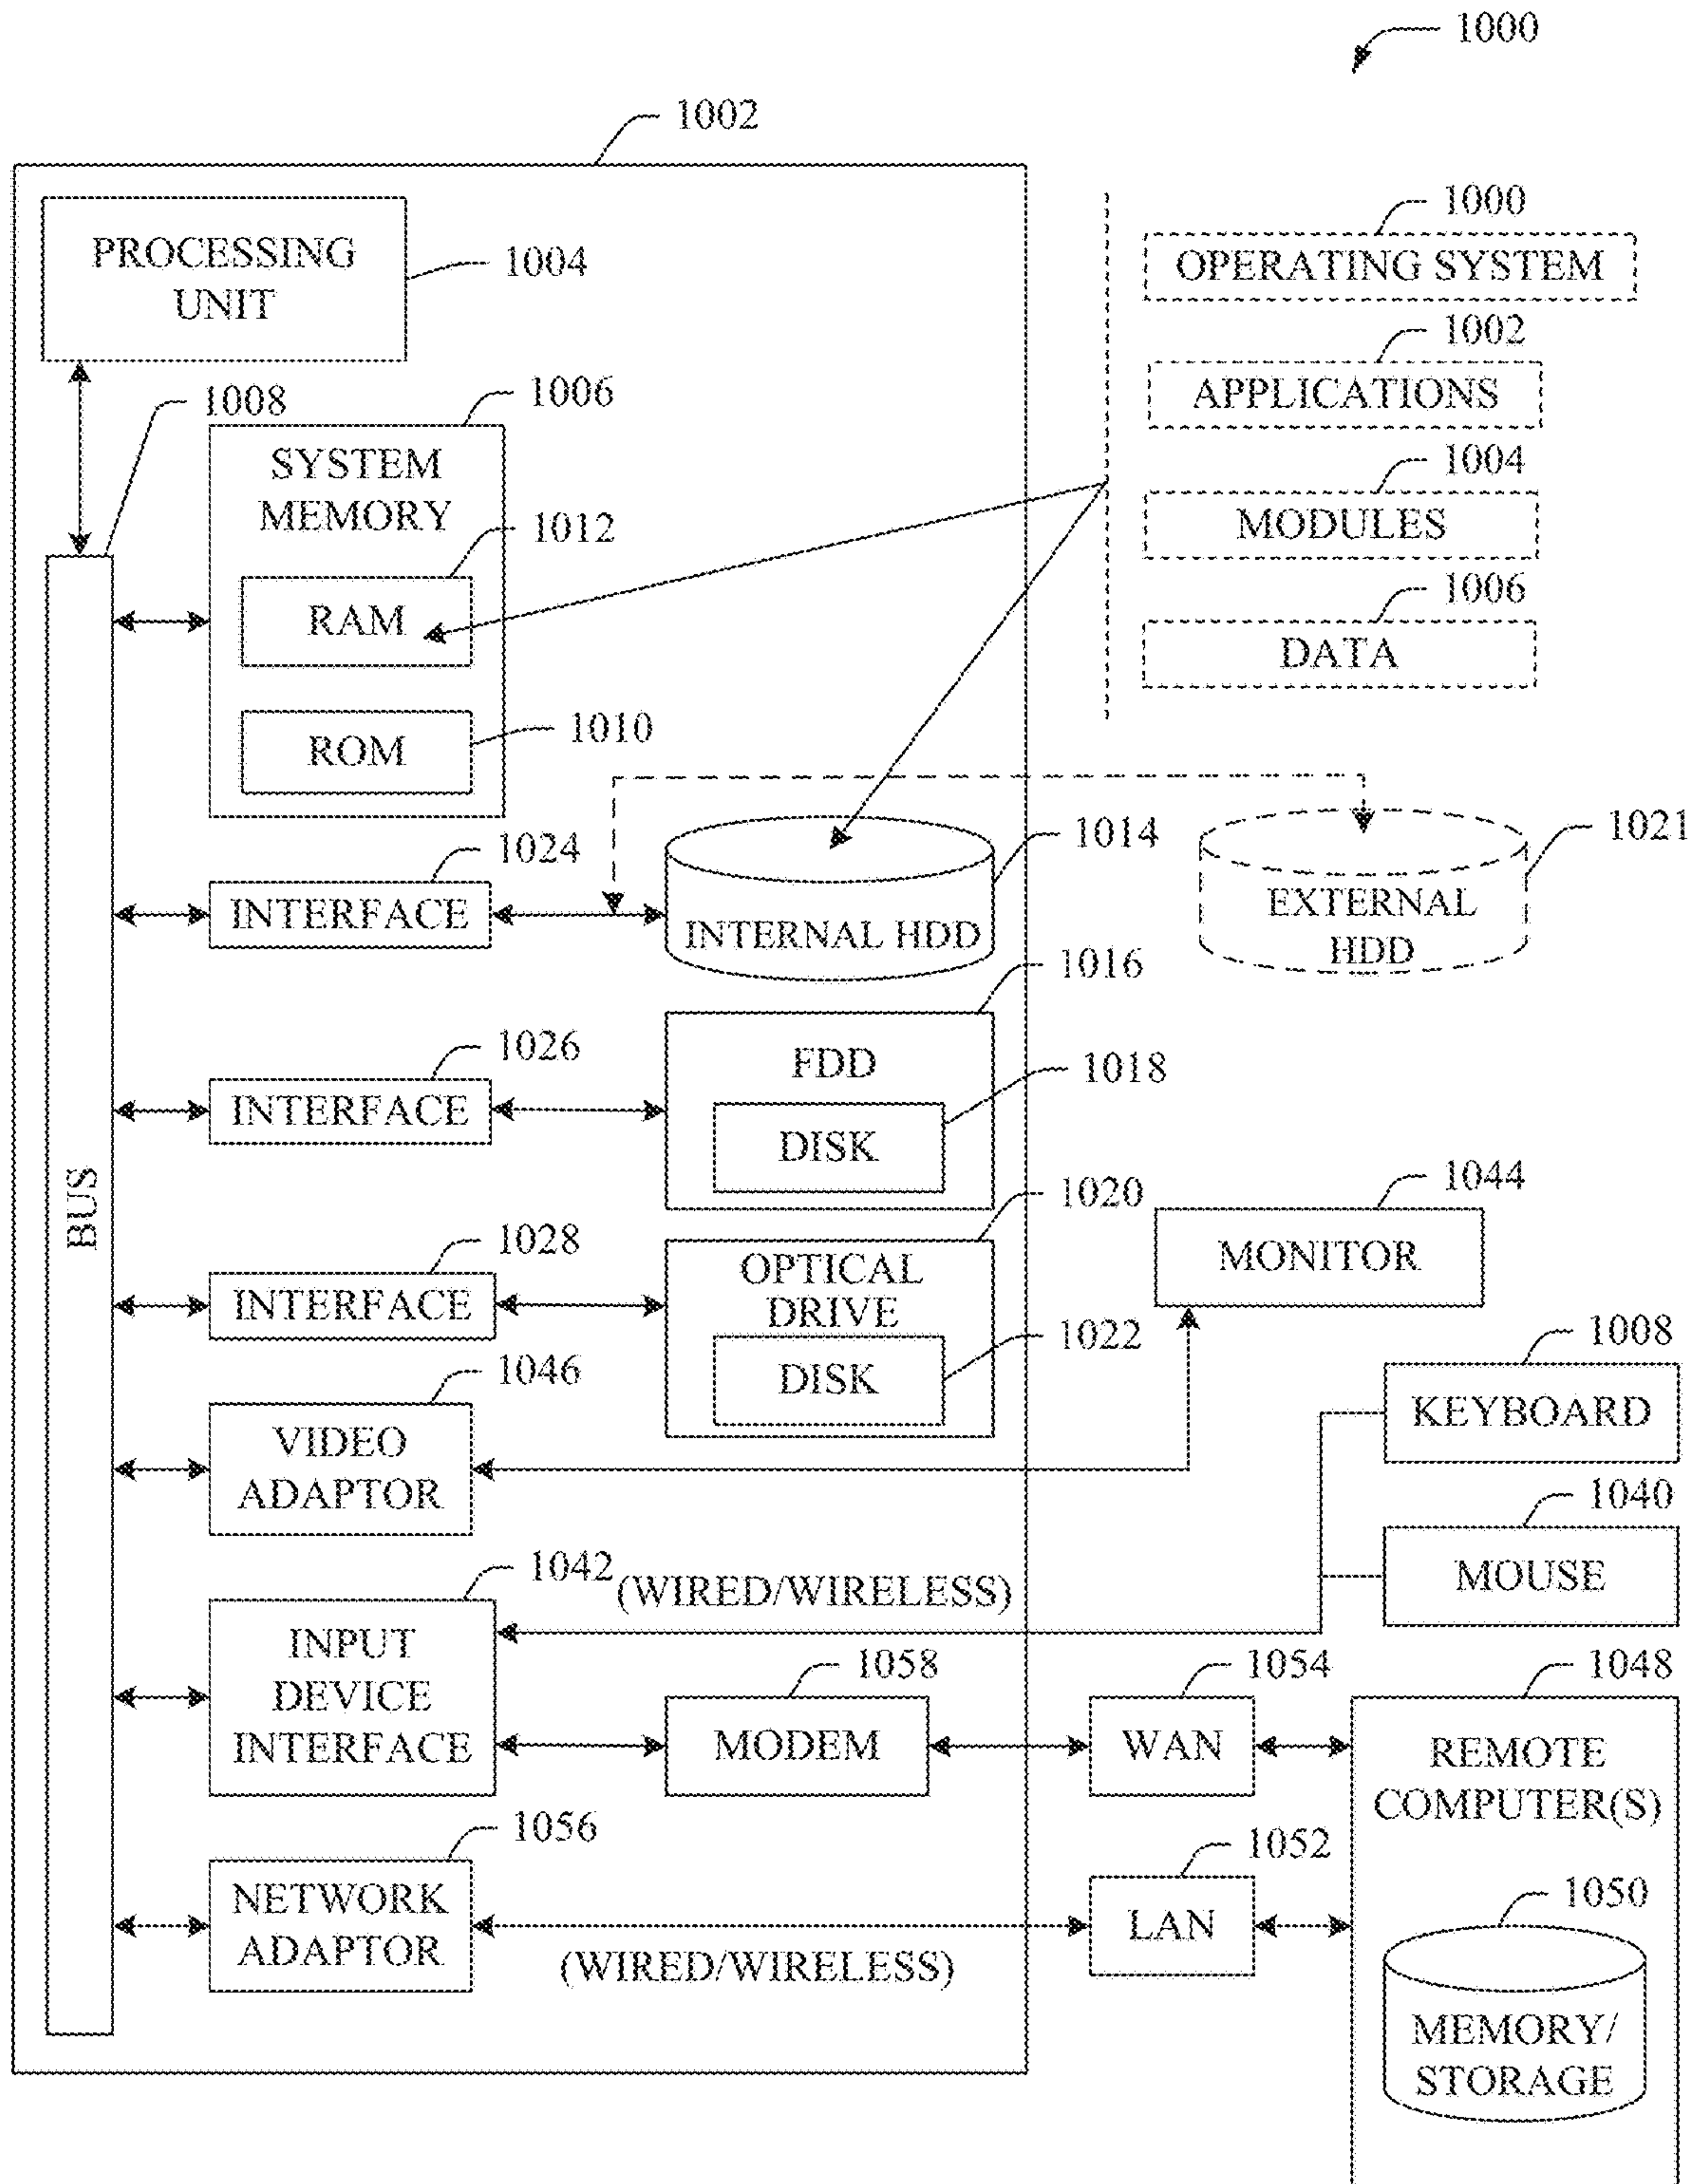 1000
1002
PROCESSING
UNIT
1004
1000
OPERATING SYSTEM
1002
APPLICATIONS
1004
MODULES
1006
DATA
1008
1006
SYSTEM
MEMORY
1012
RAM
1010
ROM
1024
INTERFACE
1014
INTERNAL HDD
1021
EXTERNAL
HDD
1026
INTERFACE
1016
FDD
1018
DISK
BUS
1028
INTERFACE
1020
OPTICAL
DRIVE
1022
DISK
1044
MONITOR
1046
VIDEO
ADAPTOR
1008
KEYBOARD
1040
MOUSE
1042
(WIRED/WIRELESS)
INPUT
DEVICE
INTERFACE
1058
MODEM
1054
WAN
1048
REMOTE
COMPUTER(S)
1056
NETWORK
ADAPTOR
(WIRED/WIRELESS)
1052
LAN
1050
MEMORY/
STORAGE